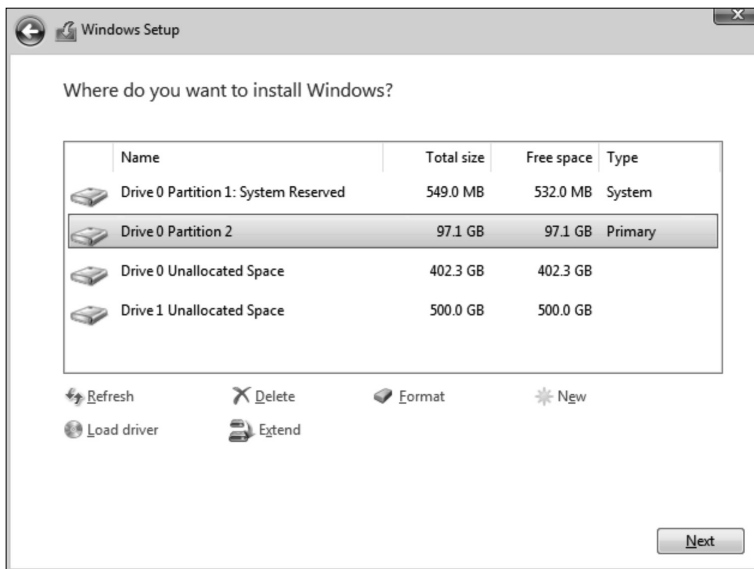 Windows Setup
Where do you want to install Windows?
Name Total size Free space Type
Drive 0 Partition 1: System Reserved 549.0 MB 532.0 MB System
Drive 0 Partition 2 97.1 GB 97.1 GB Primary
Drive 0 Unallocated Space 402.3 GB 402.3 GB
Drive 1 Unallocated Space 500.0 GB 500.0 GB
Refresh Delete Format New
Load driver Extend
Next